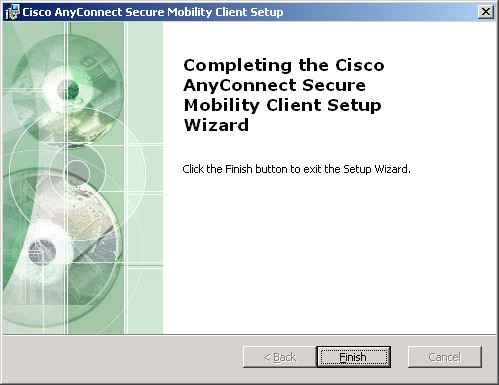 Cisco AnyConnect Secure Mobility Client Setup
Completing the Cisco
AnyConnect Secure
Mobility Client Setup
Wizard
Click the Finish button to exit the Setup Wizard.
< Back
Finish
Cancel